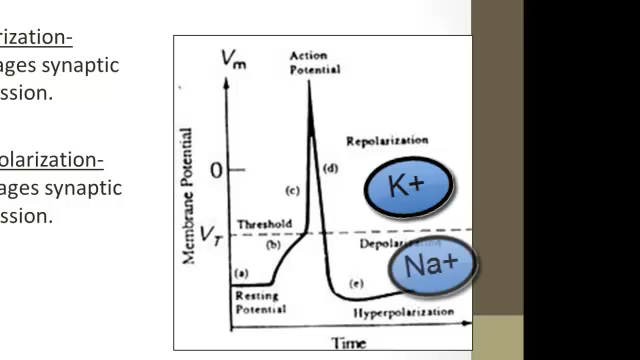 rization-
ages synaptic
ssion.
olarization-
ages synaptic
ssion.
Vm
Action
Potential
Membrane Potential
Repolarization
0
(d)
K+
(c)
Threshold
VT
(b)
Na+
(a)
(e)
Resting
Potential
Hyperpolarization
Time